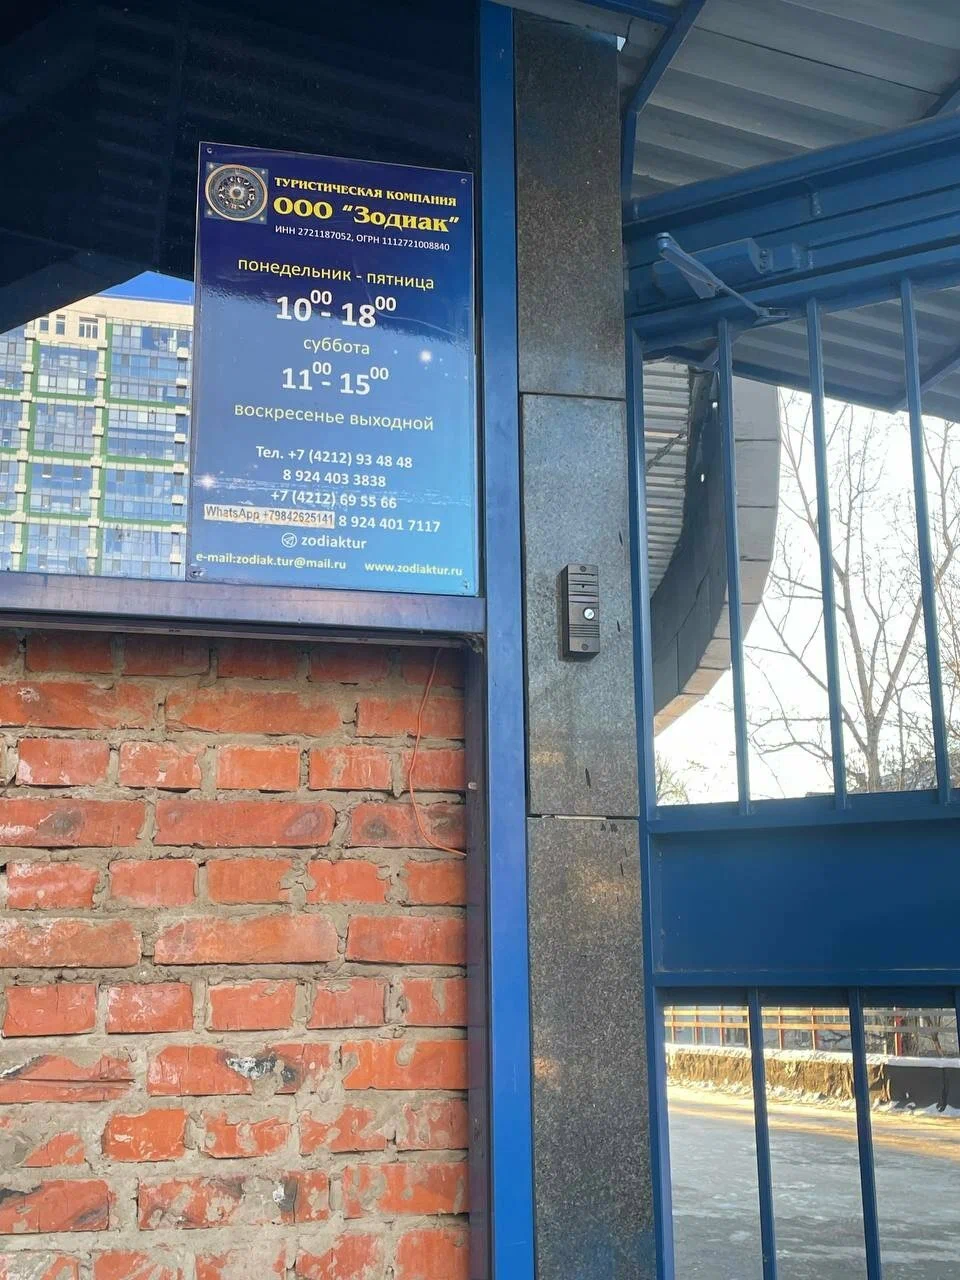 ТУРИСТИЧЕСКАЯ КОМПАНИЯ
ООО "Зодиак"
ИНН 2721187052, ОГРН 1112721008840
понедельник - пятница
10⁰⁰ - 18⁰⁰
суббота
11⁰⁰ - 15⁰⁰
воскресенье выходной
Тел. +7 (4212) 93 48 48
8 924 403 3838
+7 (4212) 69 55 66
WhatsApp +79842625141 8 924 401 7117
zodiaktur
e-mail:zodiak.tur@mail.ru www.zodiaktur.ru